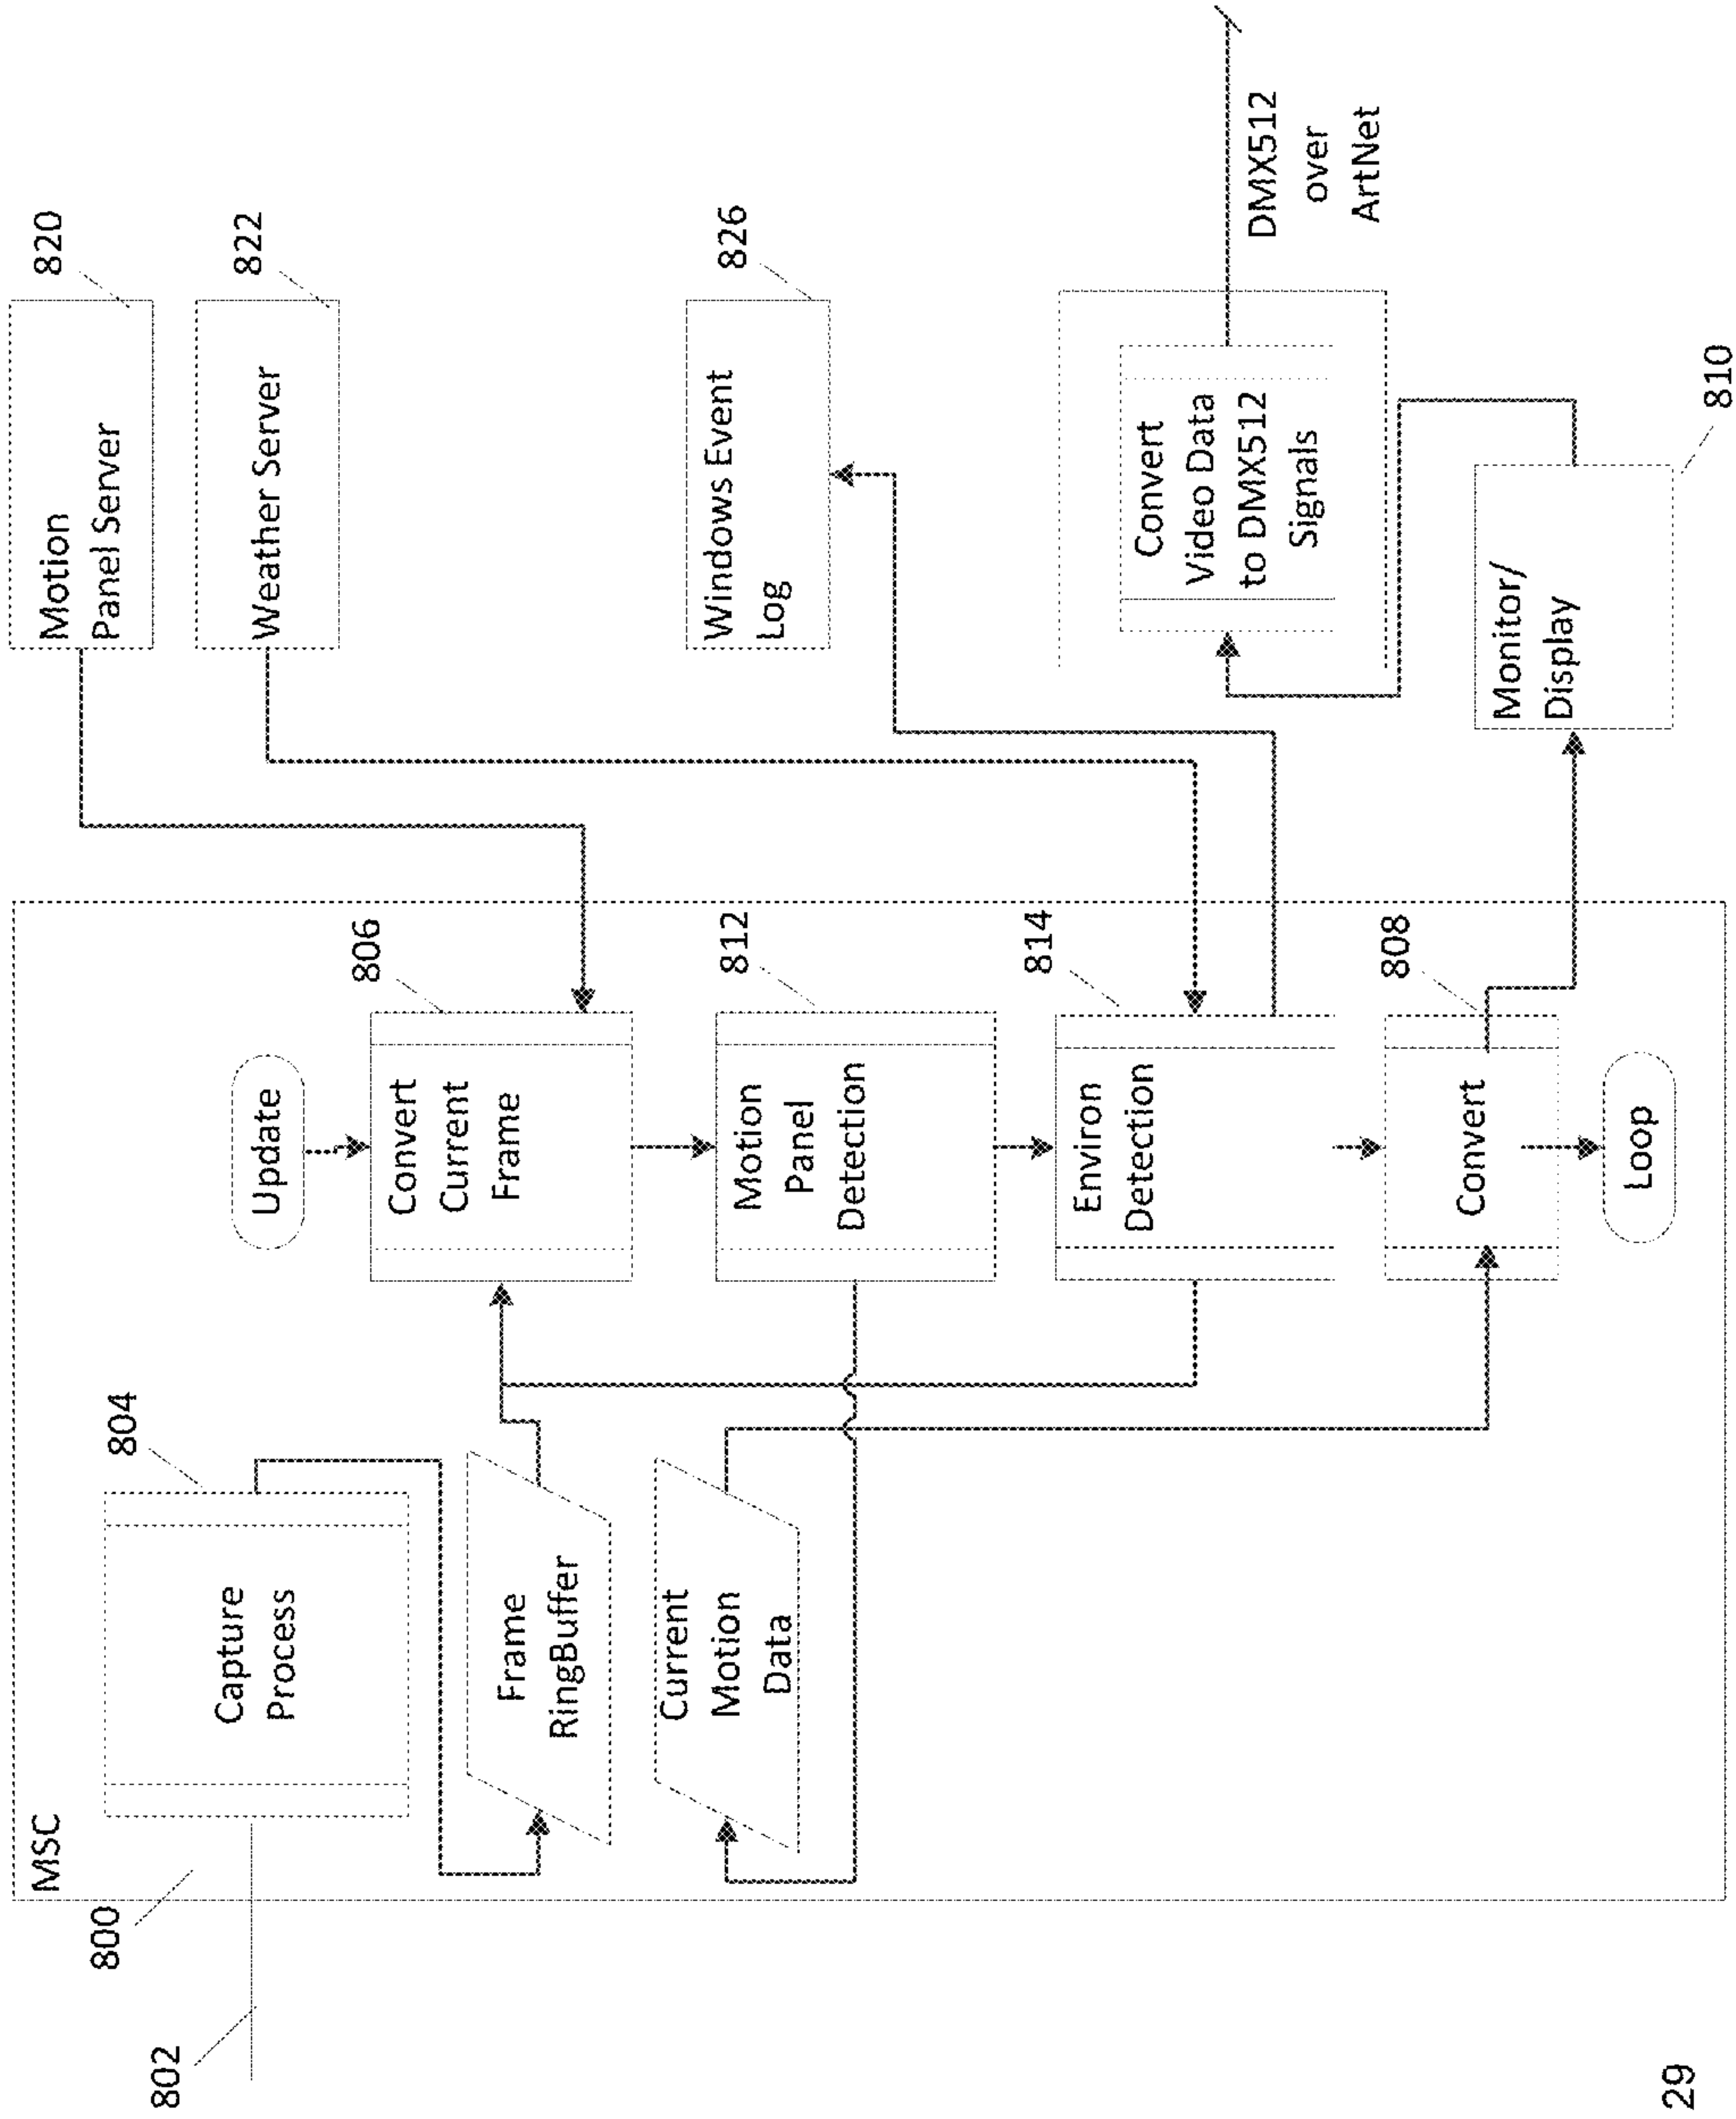 MSC
800
802
804
Capture
Process
Frame
RingBuffer
Current
Motion
Data
Update
806
Convert
Current
Frame
812
Motion
Panel
Detection
814
Environ
Detection
808
Convert
Loop
820
Motion
Panel Server
822
Weather Server
826
Windows Event
Log
Convert
Video Data
to DMX512
Signals
DMX512
over
ArtNet
Monitor/
Display
810
29